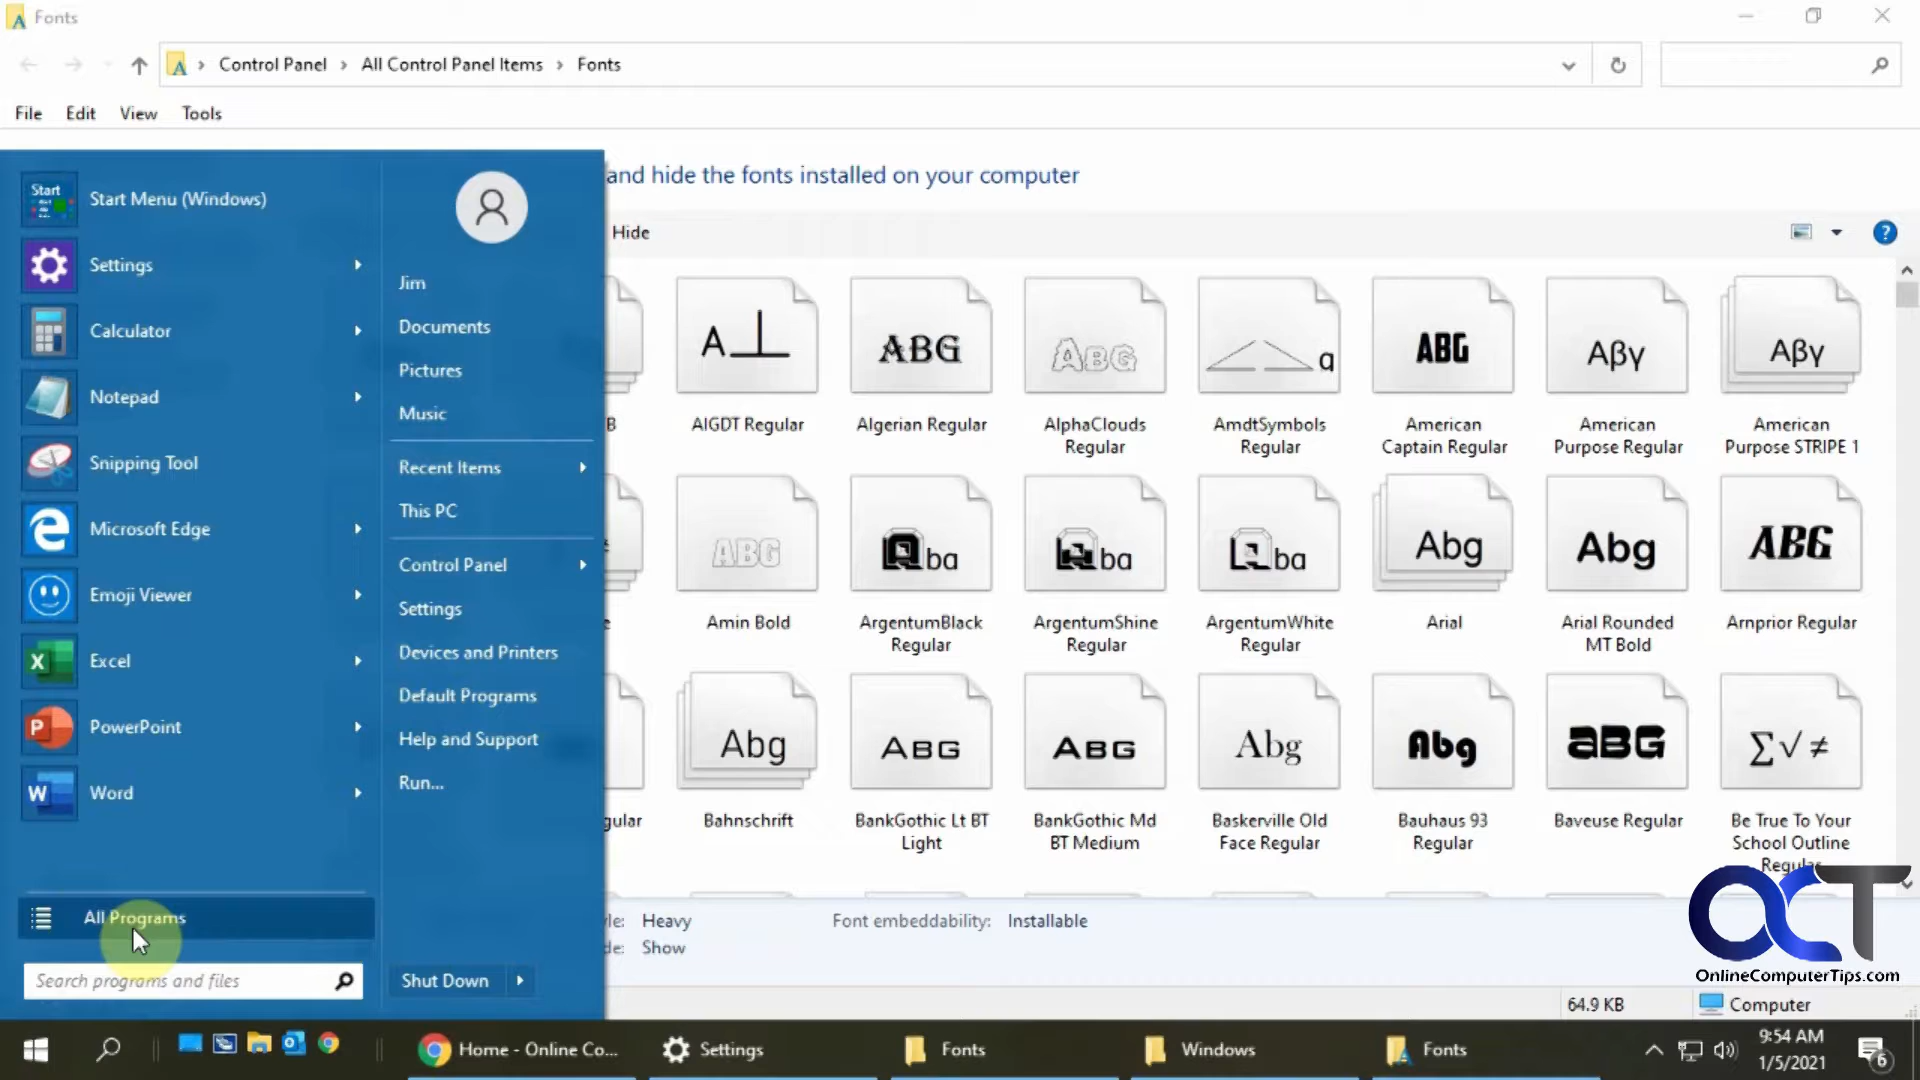 Fonts
Control Panel > All Control Panel Items > Fonts
File Edit View Tools
and hide the fonts installed on your computer
Hide
Start Menu (Windows)
Settings
Calculator
Notepad
Snipping Tool
Microsoft Edge
Emoji Viewer
Excel
PowerPoint
Word
All Programs
Search programs and files
Jim
Documents
Pictures
Music
Recent Items
This PC
Control Panel
Settings
Devices and Printers
Default Programs
Help and Support
Run...
Shut Down
B
AIGDT Regular
Algerian Regular
AlphaClouds
Regular
AmdtSymbols
Regular
American
Captain Regular
American
Purpose Regular
American
Purpose STRIPE 1
e
Amin Bold
ArgentumBlack
Regular
ArgentumShine
Regular
ArgentumWhite
Regular
Arial
Arial Rounded
MT Bold
Arnprior Regular
gular
Bahnschrift
BankGothic Lt BT
Light
BankGothic Md
BT Medium
Baskerville Old
Face Regular
Bauhaus 93
Regular
Baveuse Regular
Be True To Your
School Outline
Regular
le: Heavy
Font embeddability: Installable
de: Show
OCT
OnlineComputerTips.com
64.9 KB
Computer
Home - Online Co...
Settings
Fonts
Windows
Fonts
9:54 AM
1/5/2021
6